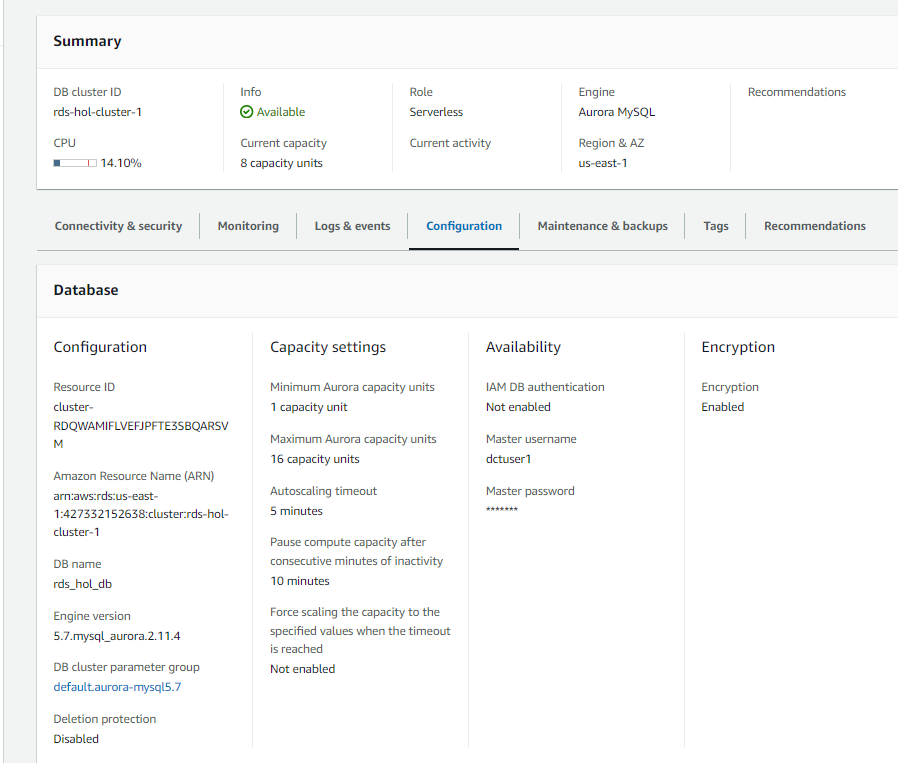 Summary
DB cluster ID
rds-hol-cluster-1
Info
Available
Role
Serverless
Engine
Aurora MySQL
Recommendations
CPU
14.10%
Current capacity
8 capacity units
Current activity
Region & AZ
us-east-1
Connectivity & security
Monitoring
Logs & events
Configuration
Maintenance & backups
Tags
Recommendations
Database
Configuration
Resource ID
cluster-
RDQWAMIFLVEFJPFTE3SBQARSV
M
Amazon Resource Name (ARN)
arn:aws:rds:us-east-
1:427332152638:cluster:rds-hol-
cluster-1
DB name
rds_hol_db
Engine version
5.7.mysql_aurora.2.11.4
DB cluster parameter group
default.aurora-mysql5.7
Deletion protection
Disabled
Capacity settings
Minimum Aurora capacity units
1 capacity unit
Maximum Aurora capacity units
16 capacity units
Autoscaling timeout
5 minutes
Pause compute capacity after
consecutive minutes of inactivity
10 minutes
Force scaling the capacity to the
specified values when the timeout
is reached
Not enabled
Availability
IAM DB authentication
Not enabled
Master username
dctuser1
Master password
*******
Encryption
Encryption
Enabled